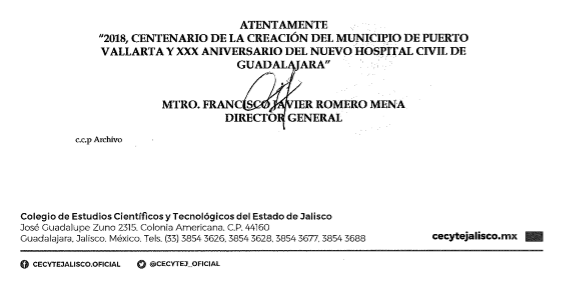 ATENTAMENTE
"2018, CENTENARIO DE LA CREACIÓN DEL MUNICIPIO DE PUERTO
VALLARTA Y XXX ANIVERSARIO DEL NUEVO HOSPITAL CIVIL DE
GUADALAJARA"
MTRO. FRANCISCO JAVIER ROMERO MENA
DIRECTOR GENERAL
c.c.p Archivo
Colegio de Estudios Científicos y Tecnológicos del Estado de Jalisco
José Guadalupe Zuno 2315, Colonia Americana, C.P. 44160
Guadalajara, Jalisco, México. Tels. (33) 3854 3626, 3854 3628, 3854 3677, 3854 3688
cecytejalisco.mx
CECYTEJALISCO.OFICIAL @CECYTEJ_OFICIAL